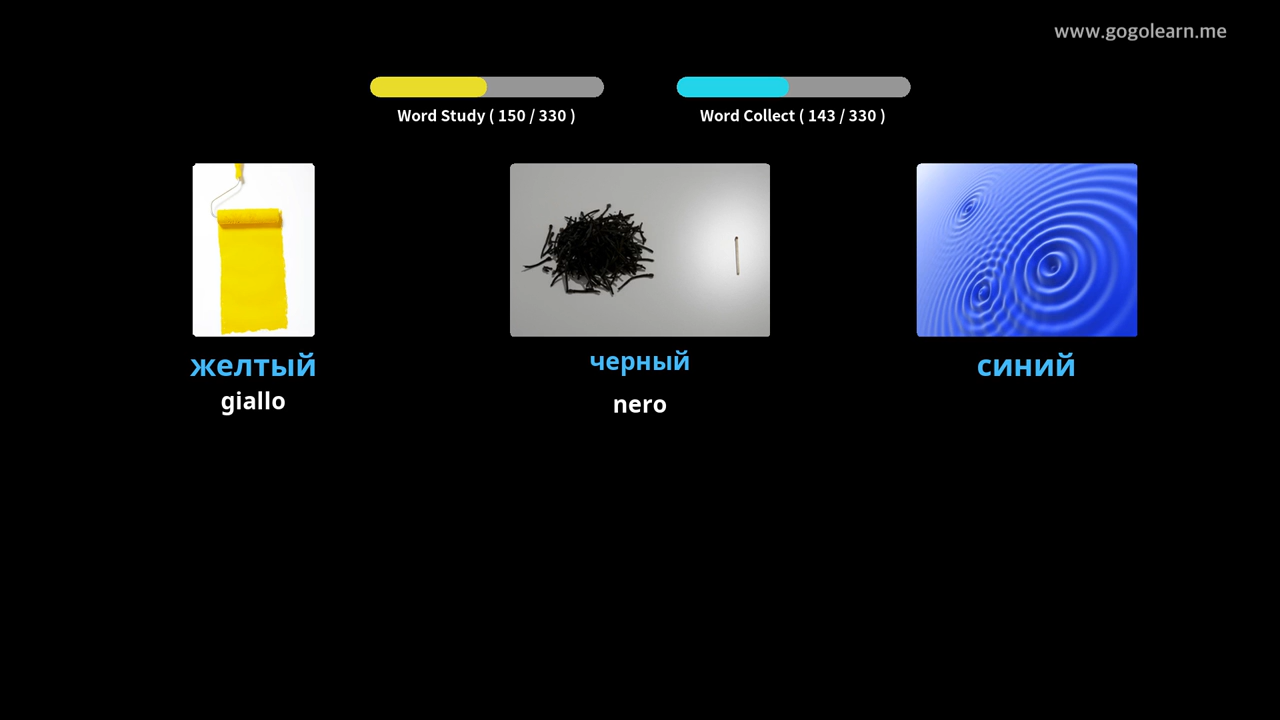 www.gogolearn.me
Word Study ( 150 / 330 )
Word Collect ( 143 / 330 )
желтый
giallo
черный
nero
синий